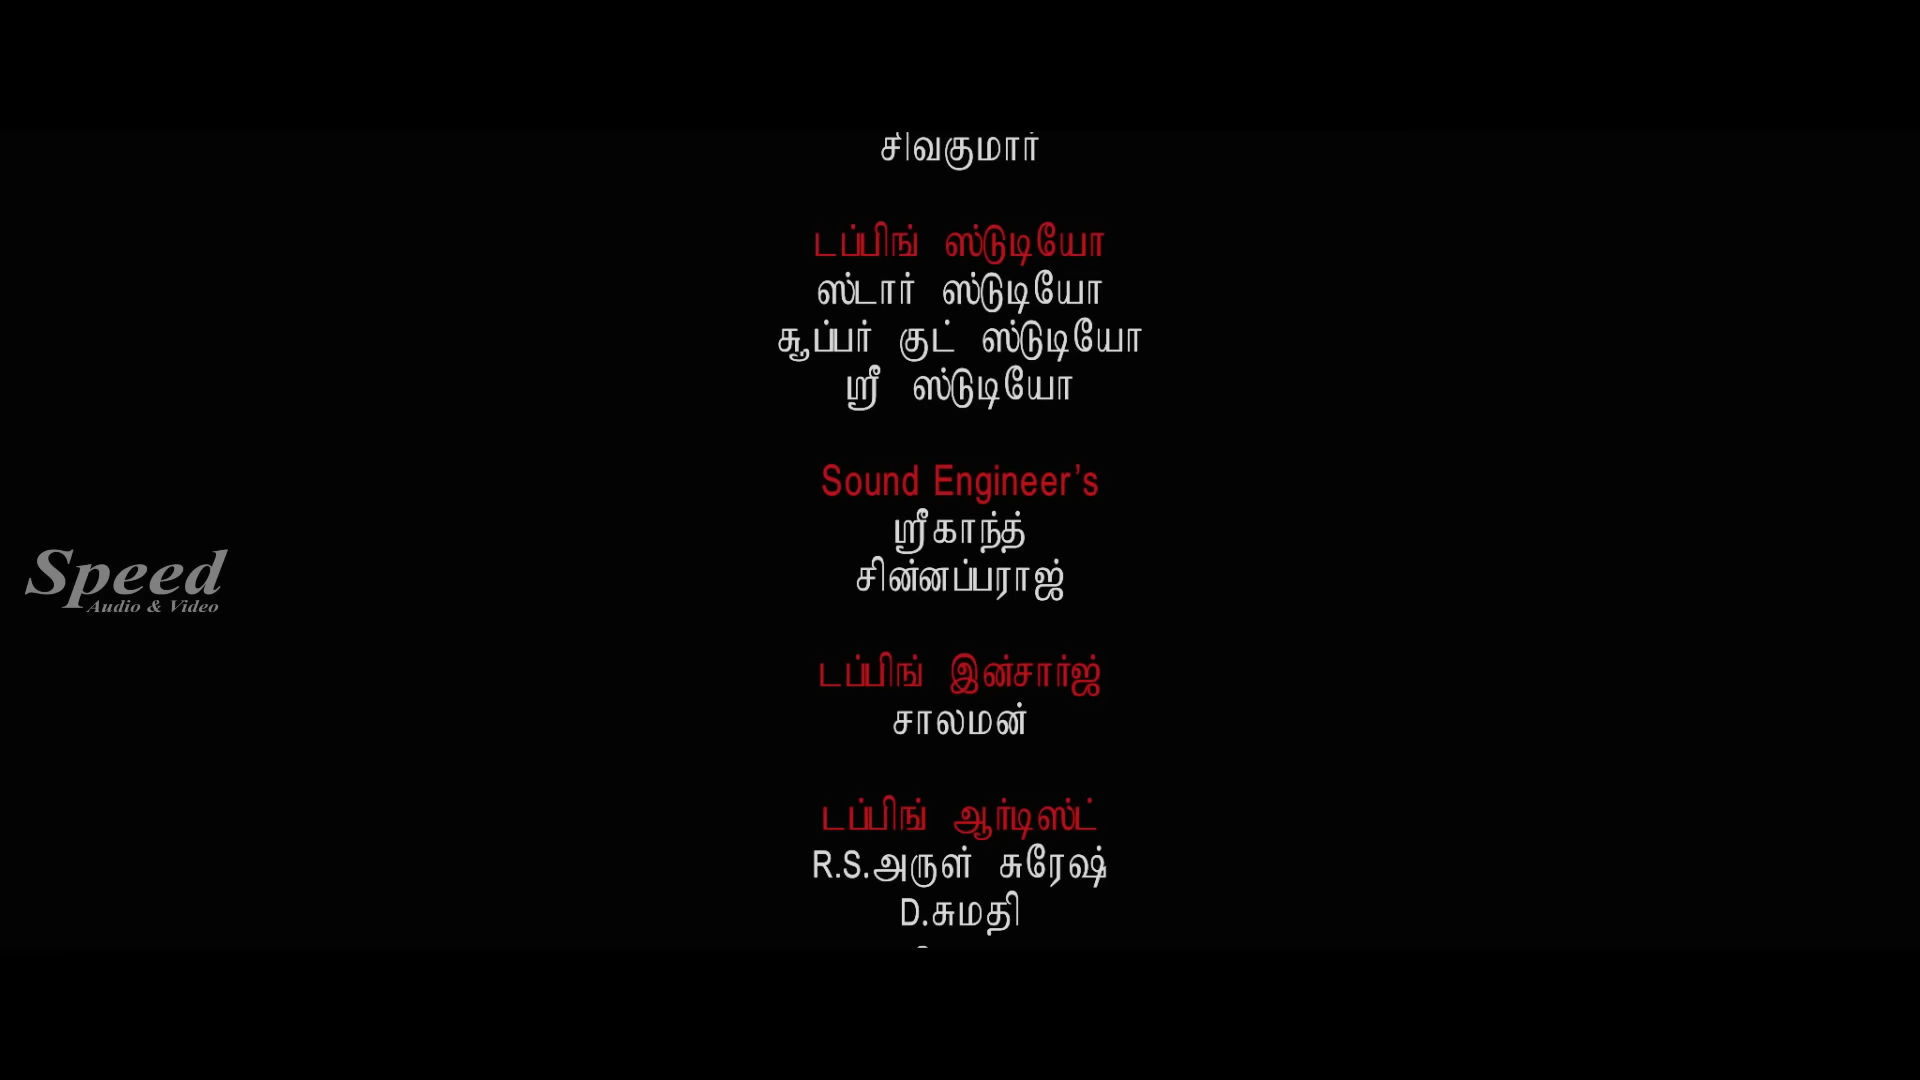 சிவகுமார்
டப்பிங் ஸ்டுடியோ
ஸ்டார் ஸ்டுடியோ
சூப்பர் குட் ஸ்டுடியோ
ஸ்ரீ ஸ்டுடியோ
Sound Engineer's
ஸ்ரீகாந்த்
சின்னப்பராஜ்
Speed
Audio & Video
டப்பிங் இன்சார்ஜ்
சாலமன்
டப்பிங் ஆர்டிஸ்ட்
R.S.அருள் சுரேஷ்
D.சுமதி